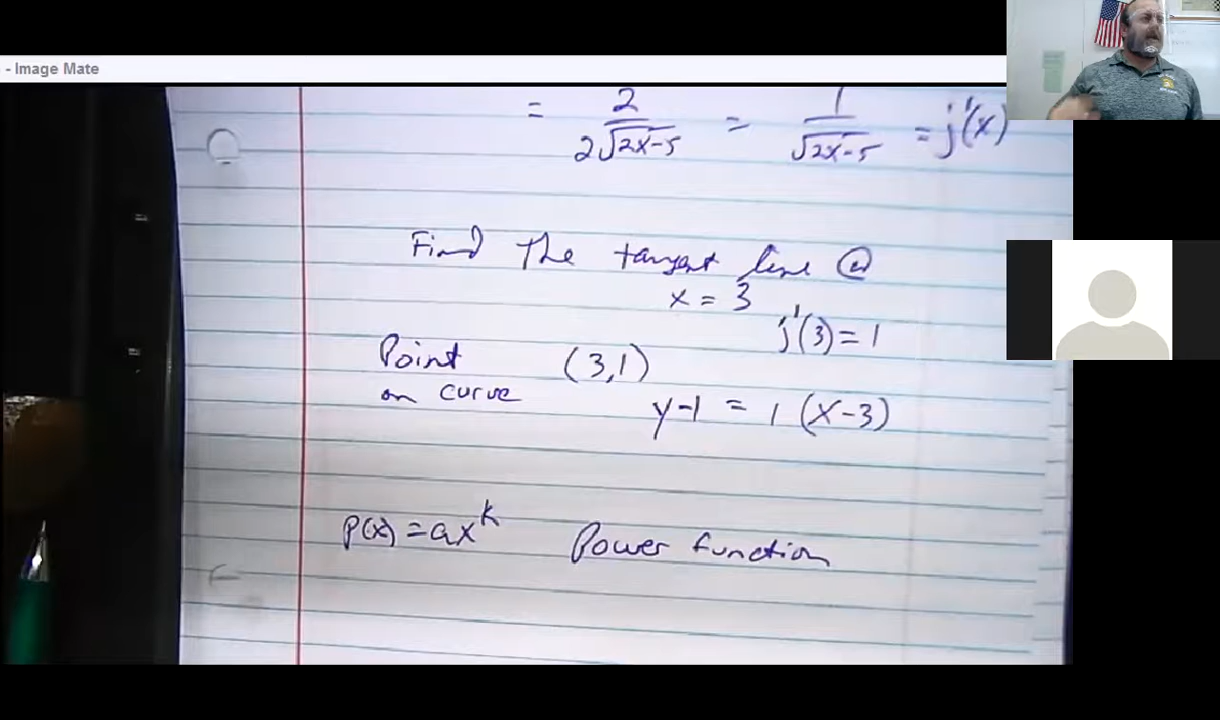 - Image Mate
= 2 / 2√2x-5 = 1 / √2x-5 = j'(x)
Find the tangent line @
x = 3
j'(3) = 1
Point (3,1)
on curve
y-1 = 1 (x-3)
P(x) = ax^k Power function